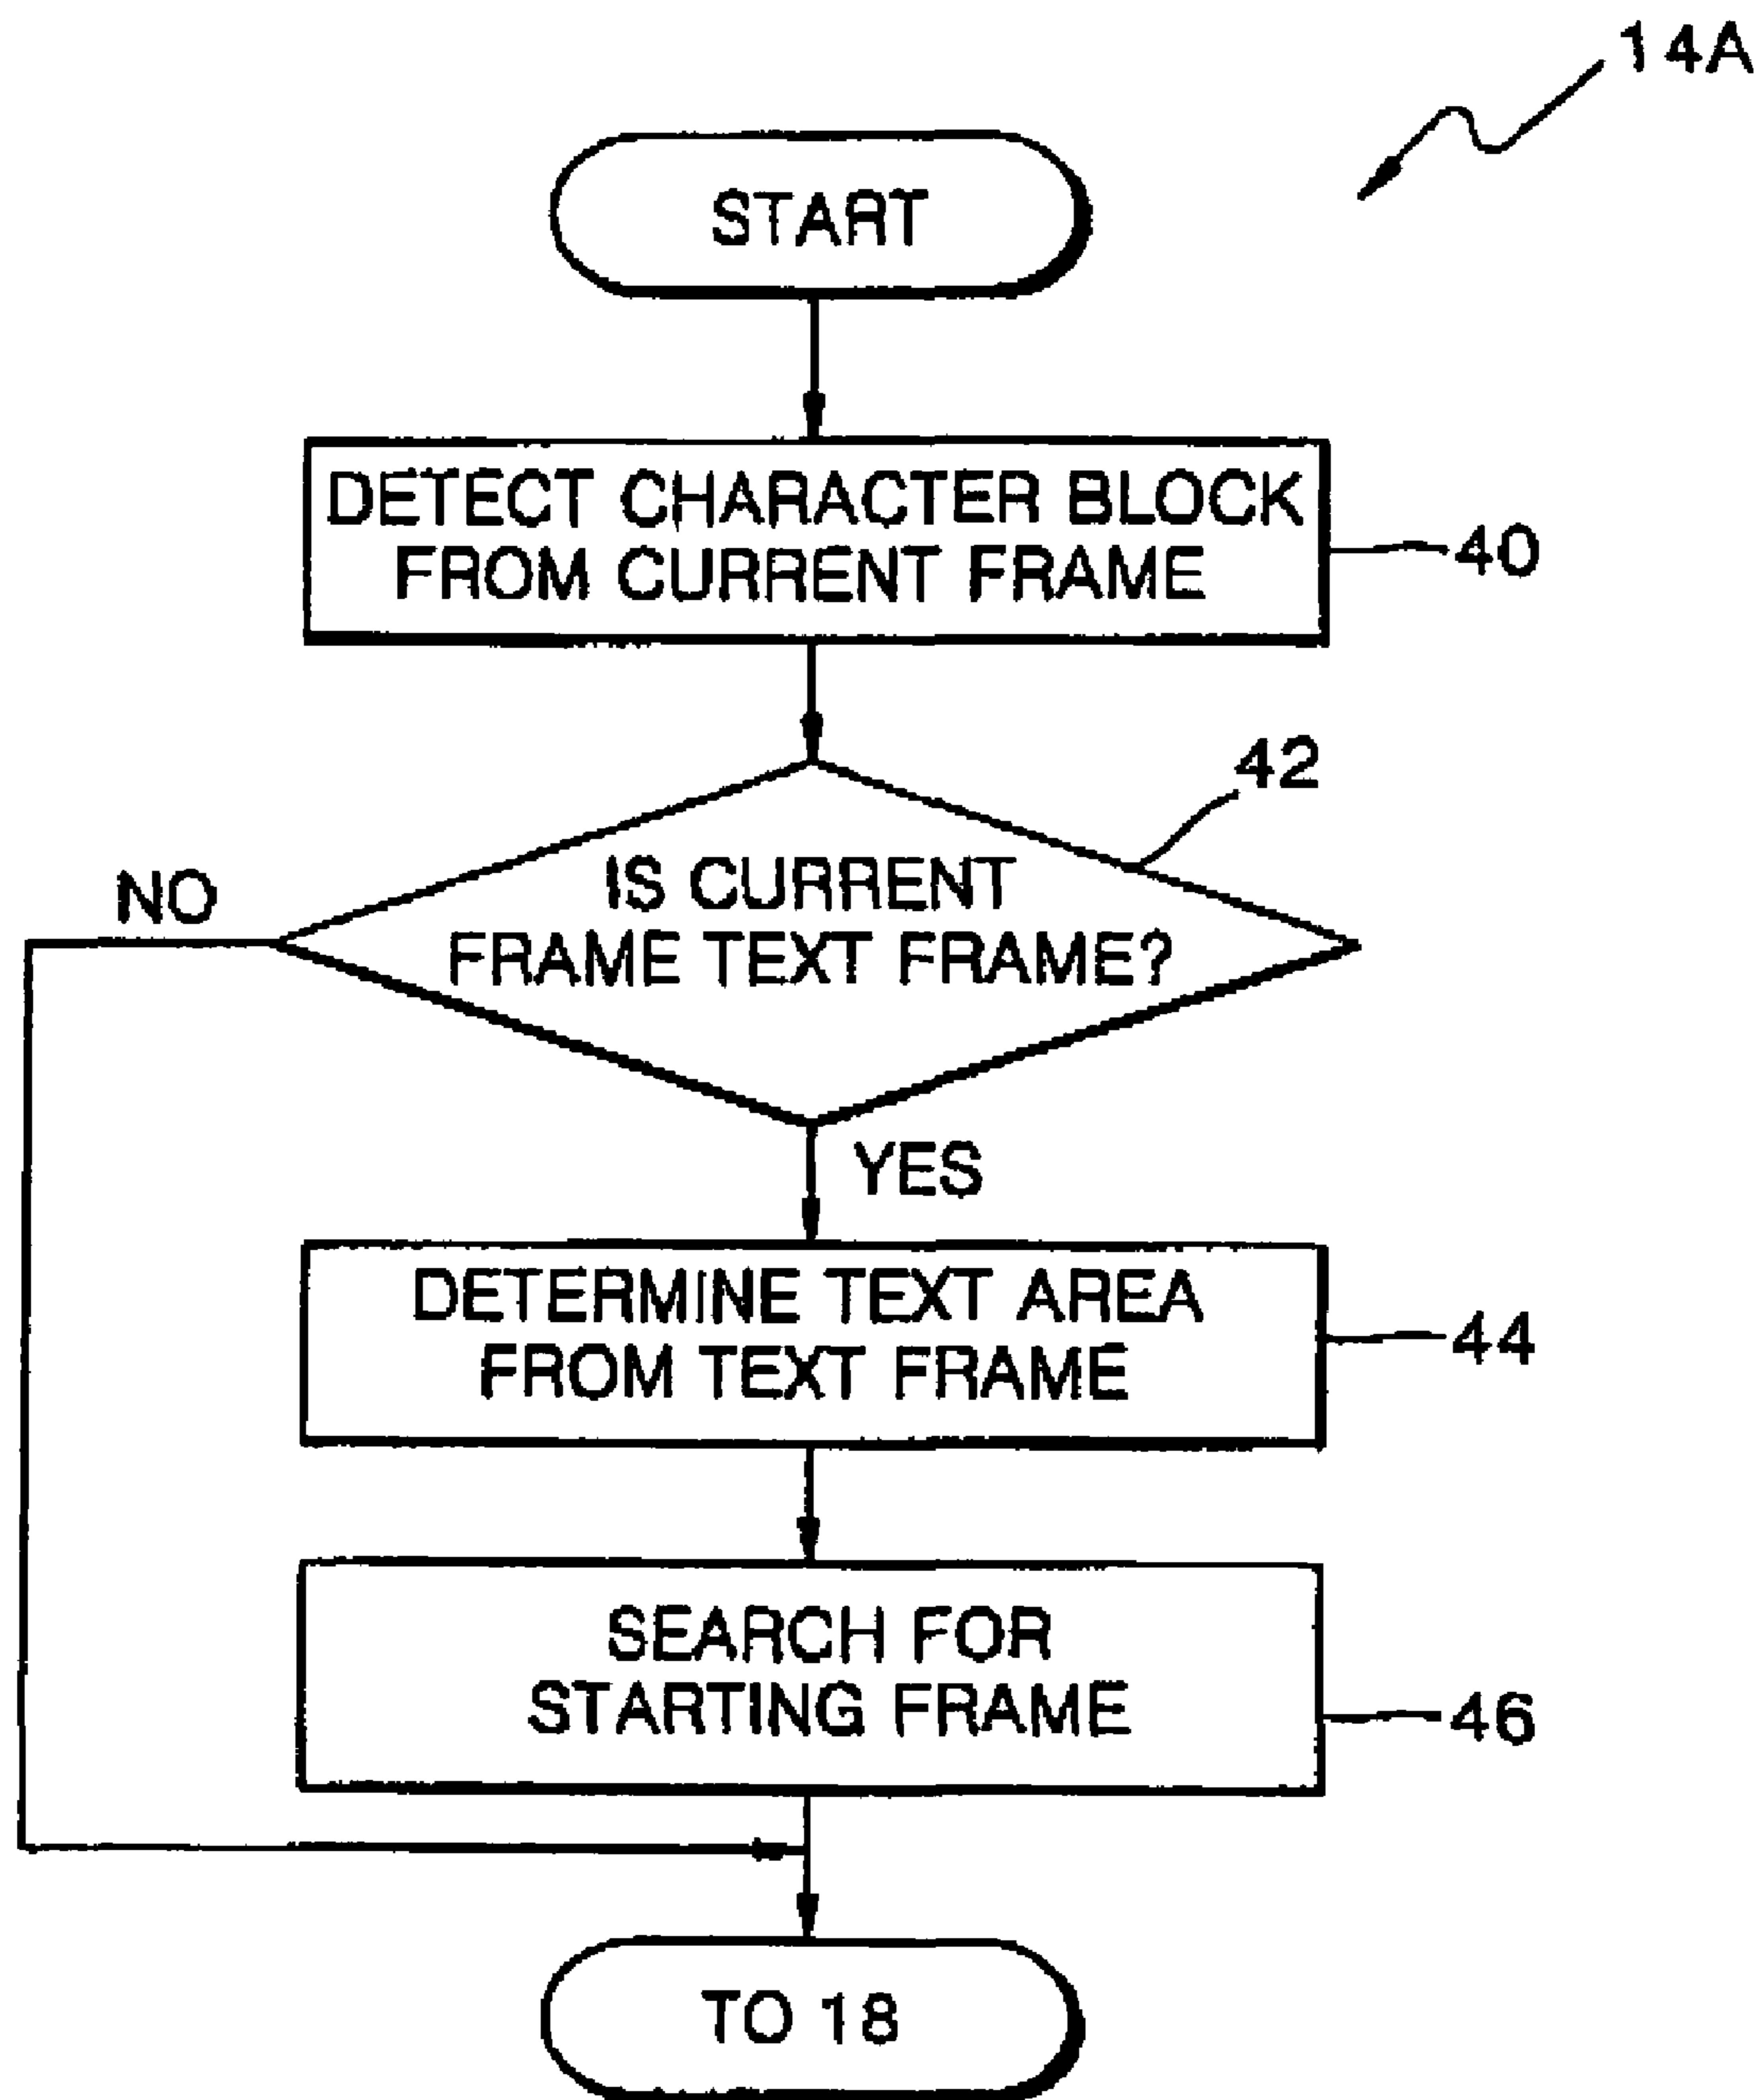 14A
START
DETECT CHARACTER BLOCK
FROM CURRENT FRAME
40
42
IS CURRENT
FRAME TEXT FRAME?
NO
YES
DETERMINE TEXT AREA
FROM TEXT FRAME
44
SEARCH FOR
STARTING FRAME
46
TO 18